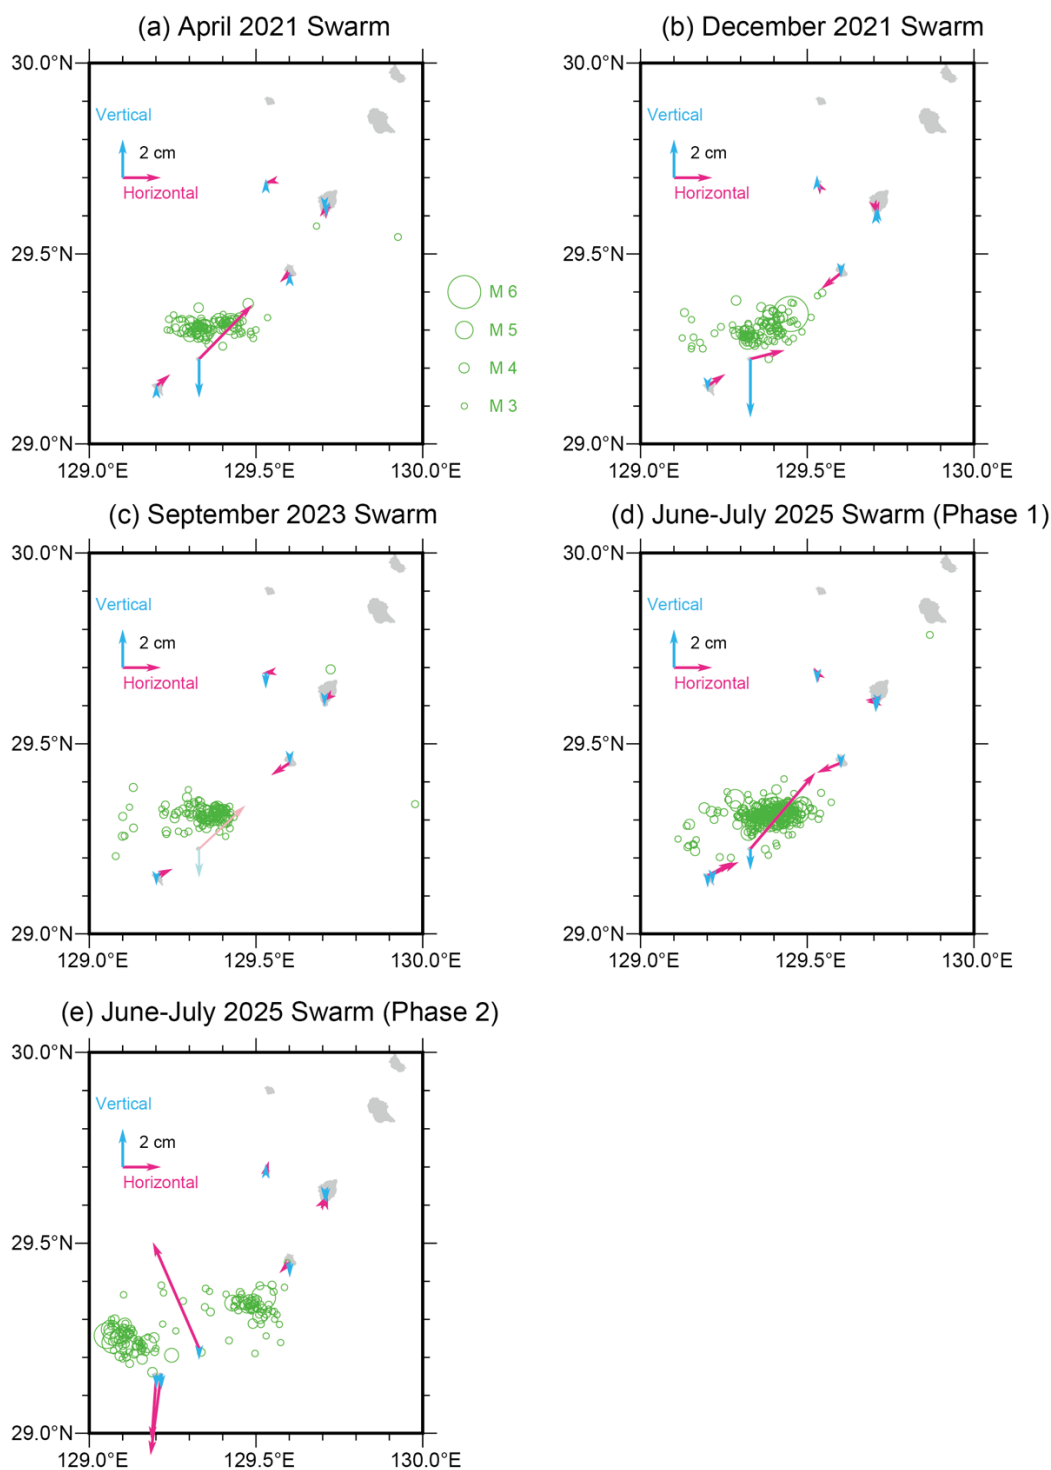 (a) April 2021 Swarm
30.0°N
Vertical
2 cm
Horizontal
29.5°N
29.0°N
129.0°E 129.5°E 130.0°E
M 6
M 5
M 4
M 3
(b) December 2021 Swarm
30.0°N
Vertical
2 cm
Horizontal
29.5°N
29.0°N
129.0°E 129.5°E 130.0°E
(c) September 2023 Swarm
30.0°N
Vertical
2 cm
Horizontal
29.5°N
29.0°N
129.0°E 129.5°E 130.0°E
(d) June-July 2025 Swarm (Phase 1)
30.0°N
Vertical
2 cm
Horizontal
29.5°N
29.0°N
129.0°E 129.5°E 130.0°E
(e) June-July 2025 Swarm (Phase 2)
30.0°N
Vertical
2 cm
Horizontal
29.5°N
29.0°N
129.0°E 129.5°E 130.0°E